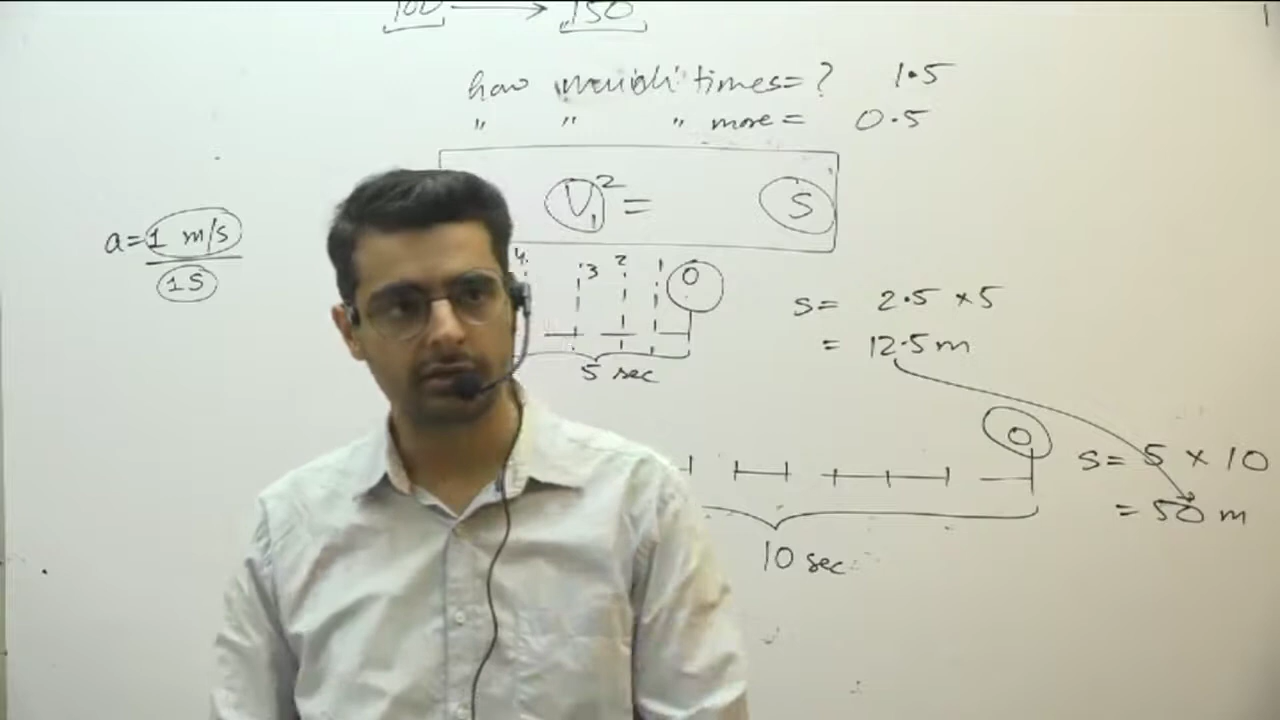 100 → 150
how much times = ? 1.5
" " " more = 0.5
V₁² = S
a = 1 m/s
1 S
4 3 2 1 0
5 sec
S = 2.5 × 5
= 12.5 m
0
S = 5 × 10
= 50 m
10 sec